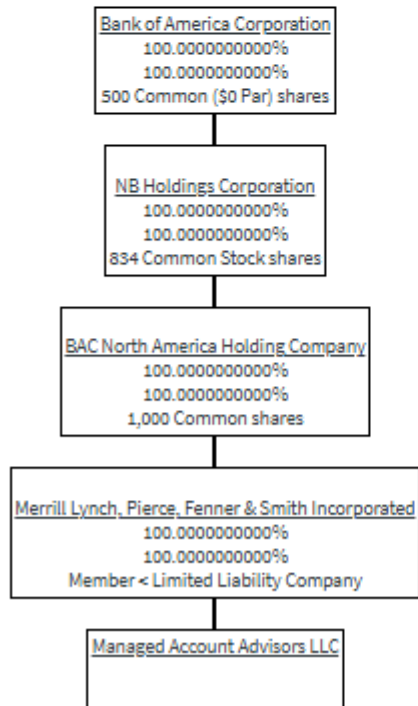 Bank of America Corporation
100.0000000000%
100.0000000000%
500 Common ($0 Par) shares
NB Holdings Corporation
100.0000000000%
100.0000000000%
834 Common Stock shares
BAC North America Holding Company
100.0000000000%
100.0000000000%
1,000 Common shares
Merrill Lynch, Pierce, Fenner & Smith Incorporated
100.0000000000%
100.0000000000%
Member < Limited Liability Company
Managed Account Advisors LLC